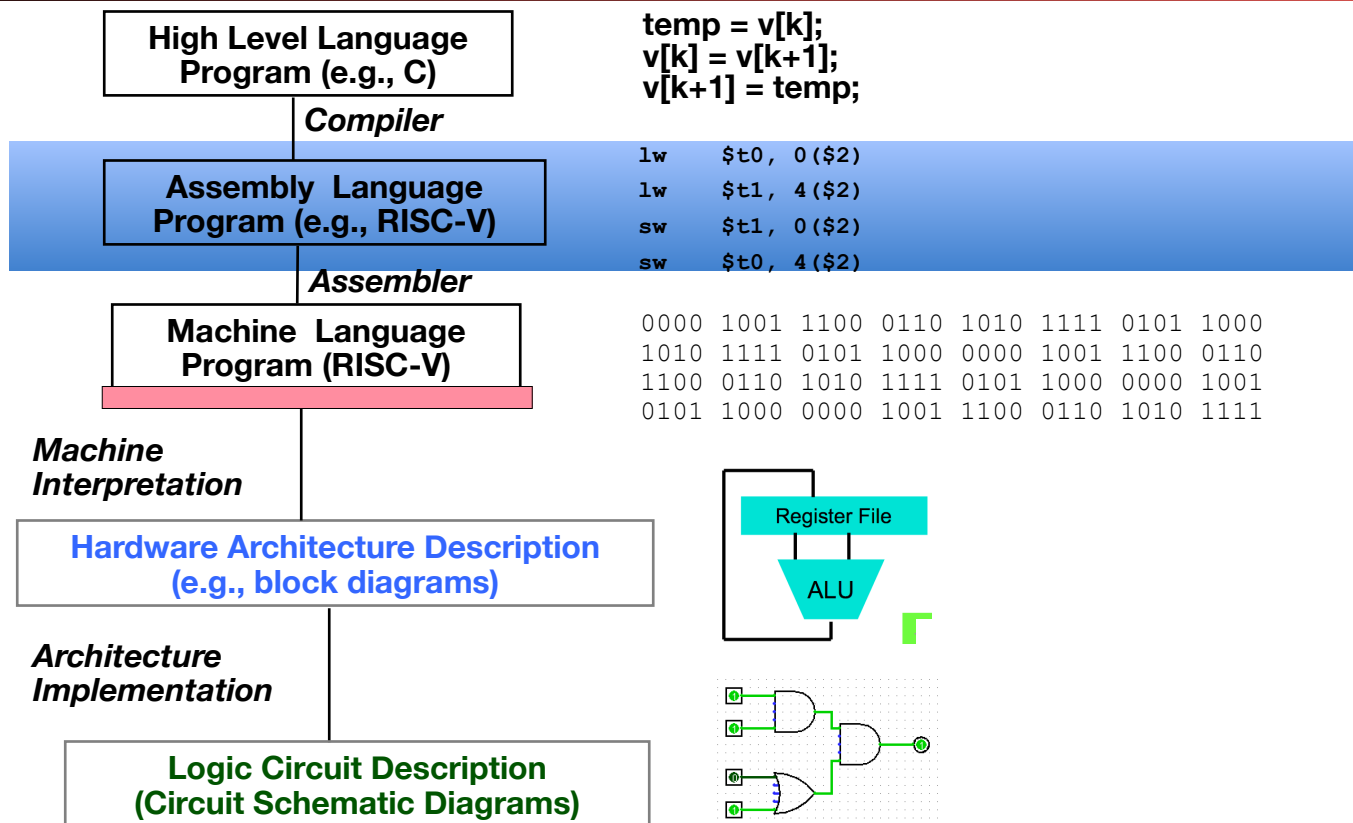 High Level Language
Program (e.g., C)
temp = v[k];
v[k] = v[k+1];
v[k+1] = temp;
Compiler
Assembly Language
Program (e.g., RISC-V)
lw $t0, 0($2)
lw $t1, 4($2)
sw $t1, 0($2)
sw $t0, 4($2)
Assembler
Machine Language
Program (RISC-V)
0000 1001 1100 0110 1010 1111 0101 1000
1010 1111 0101 1000 0000 1001 1100 0110
1100 0110 1010 1111 0101 1000 0000 1001
0101 1000 0000 1001 1100 0110 1010 1111
Machine
Interpretation
Register File
ALU
Hardware Architecture Description
(e.g., block diagrams)
Architecture
Implementation
Logic Circuit Description
(Circuit Schematic Diagrams)